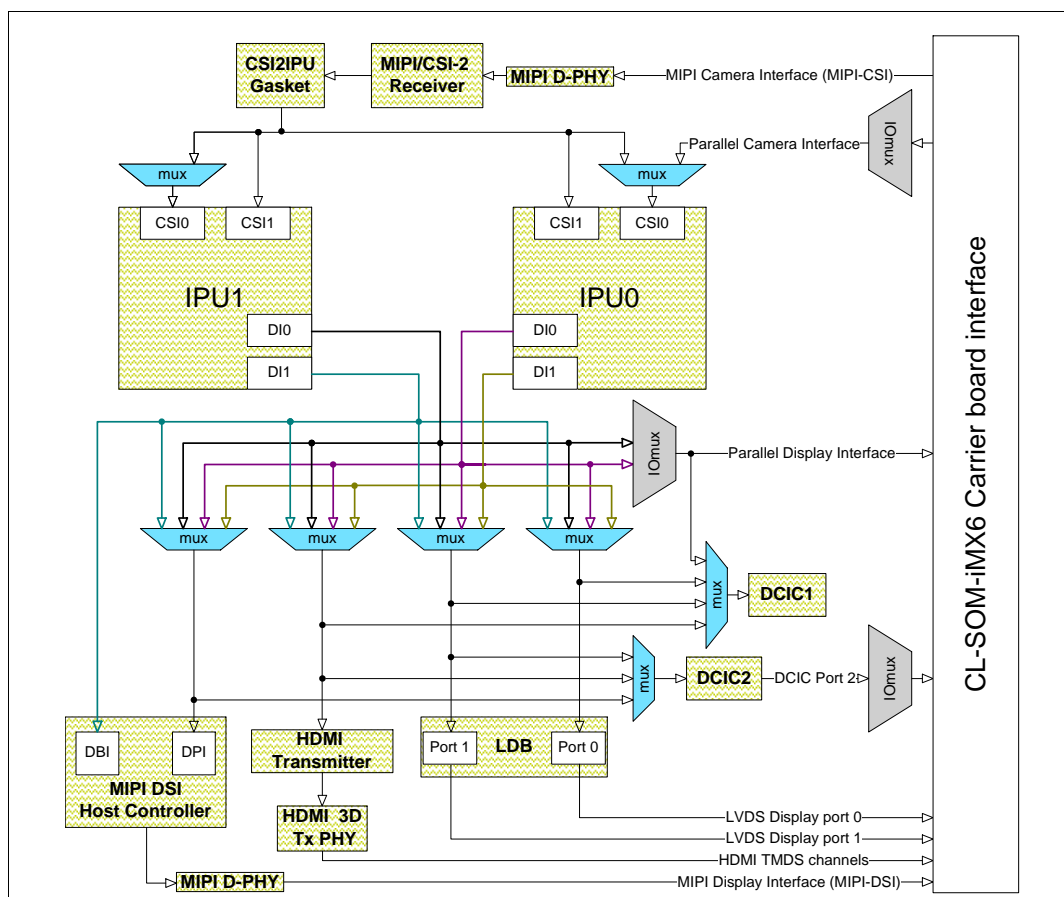 CSI2IPU
Gasket
MIPI/CSI-2
Receiver
MIPI D-PHY
MIPI Camera Interface (MIPI-CSI)
IOmux
Parallel Camera Interface
mux
mux
CSI0
CSI1
CSI1
CSI0
IPU1
IPU0
DI0
DI1
DI0
DI1
IOmux
Parallel Display Interface
mux
mux
mux
mux
mux
DCIC1
mux
DCIC2
DCIC Port 2
IOmux
DBI
DPI
MIPI DSI
Host Controller
HDMI
Transmitter
HDMI 3D
Tx PHY
Port 1
LDB
Port 0
LVDS Display port 0
LVDS Display port 1
HDMI TMDS channels
MIPI D-PHY
MIPI Display Interface (MIPI-DSI)
CL-SOM-iMX6 Carrier board interface